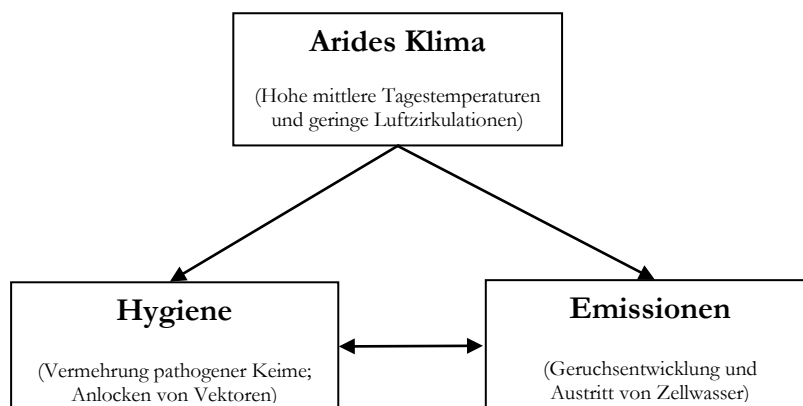 Arides Klima
(Hohe mittlere Tagestemperaturen
und geringe Luftzirkulationen)
Hygiene
(Vermehrung pathogener Keime;
Anlocken von Vektoren)
Emissionen
(Geruchsentwicklung und
Austritt von Zellwasser)